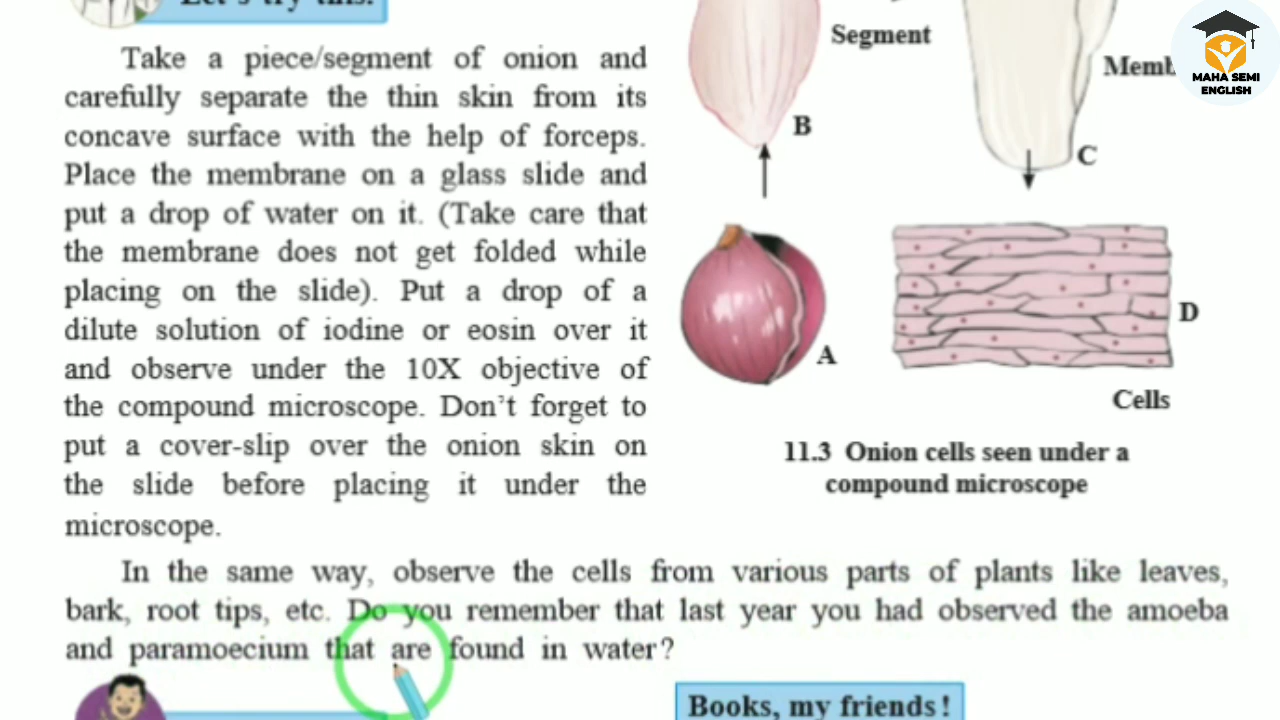 Let's try this!
Take a piece/segment of onion and
carefully separate the thin skin from its
concave surface with the help of forceps.
Place the membrane on a glass slide and
put a drop of water on it. (Take care that
the membrane does not get folded while
placing on the slide). Put a drop of a
dilute solution of iodine or eosin over it
and observe under the 10X objective of
the compound microscope. Don't forget to
put a cover-slip over the onion skin on
the slide before placing it under the
microscope.
Segment
B
C
A
D
Cells
11.3 Onion cells seen under a
compound microscope
In the same way, observe the cells from various parts of plants like leaves,
bark, root tips, etc. Do you remember that last year you had observed the amoeba
and paramoecium that are found in water?
Books, my friends!
MAHA SEMI
ENGLISH